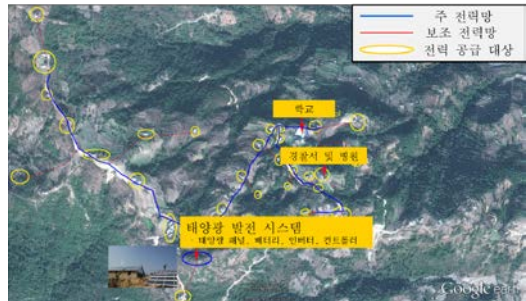 주 전력망
보조 전력망
전력 공급 대상
학교
경찰서 및 병원
태양광 발전 시스템
- 태양광 패널, 배터리, 인버터, 컨트롤러
Google earth